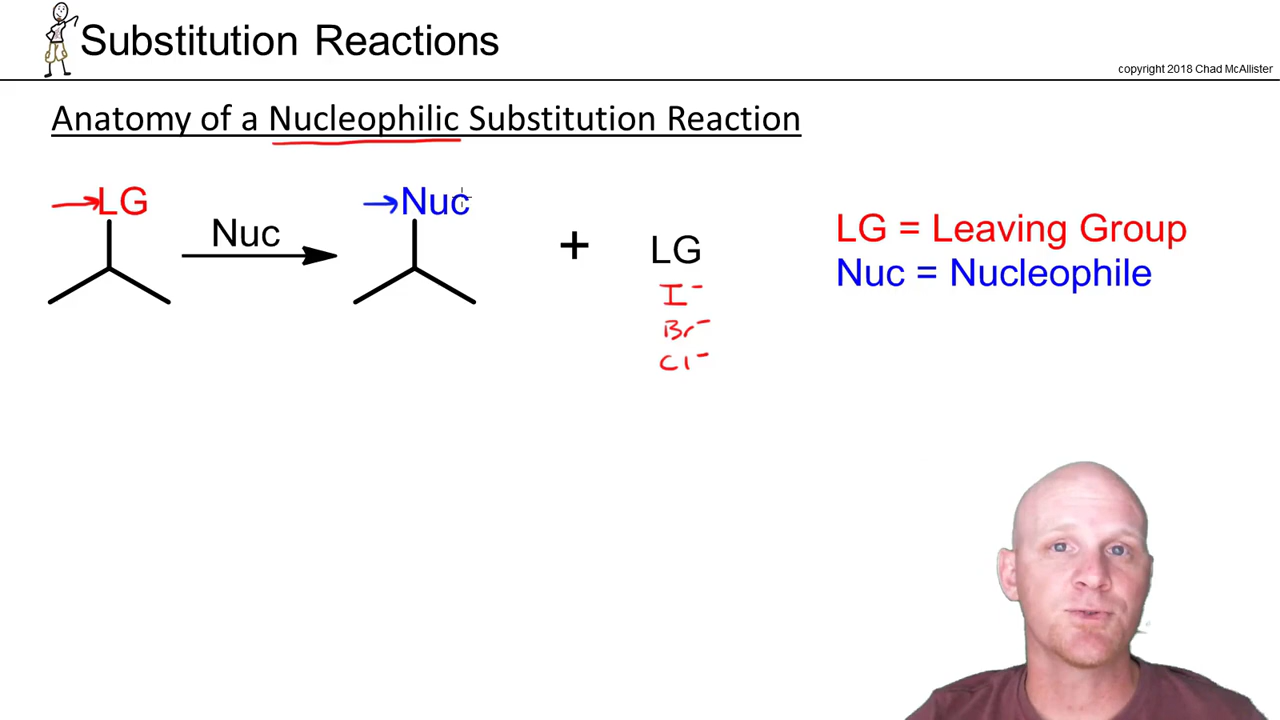 Substitution Reactions
copyright 2018 Chad McAllister
Anatomy of a Nucleophilic Substitution Reaction
LG
Nuc
Nuc
+
LG
I⁻
Br⁻
Cl⁻
LG = Leaving Group
Nuc = Nucleophile